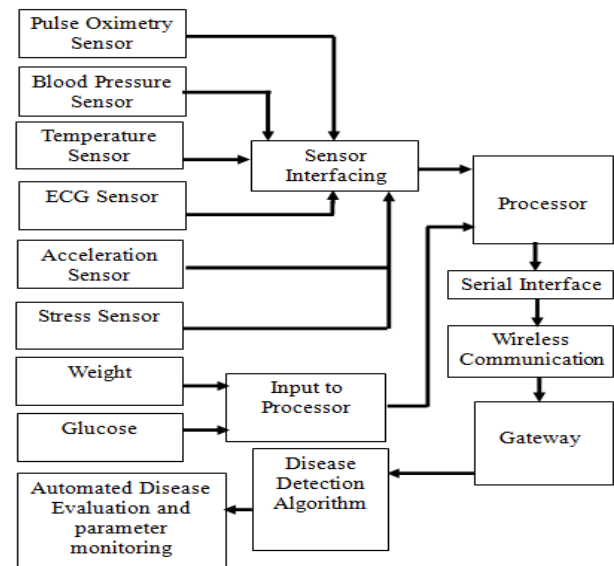 Pulse Oximetry
Sensor
Blood Pressure
Sensor
Temperature
Sensor
ECG Sensor
Acceleration
Sensor
Stress Sensor
Weight
Glucose
Sensor
Interfacing
Input to
Processor
Processor
Serial Interface
Wireless
Communication
Gateway
Disease
Detection
Algorithm
Automated Disease
Evaluation and
parameter
monitoring